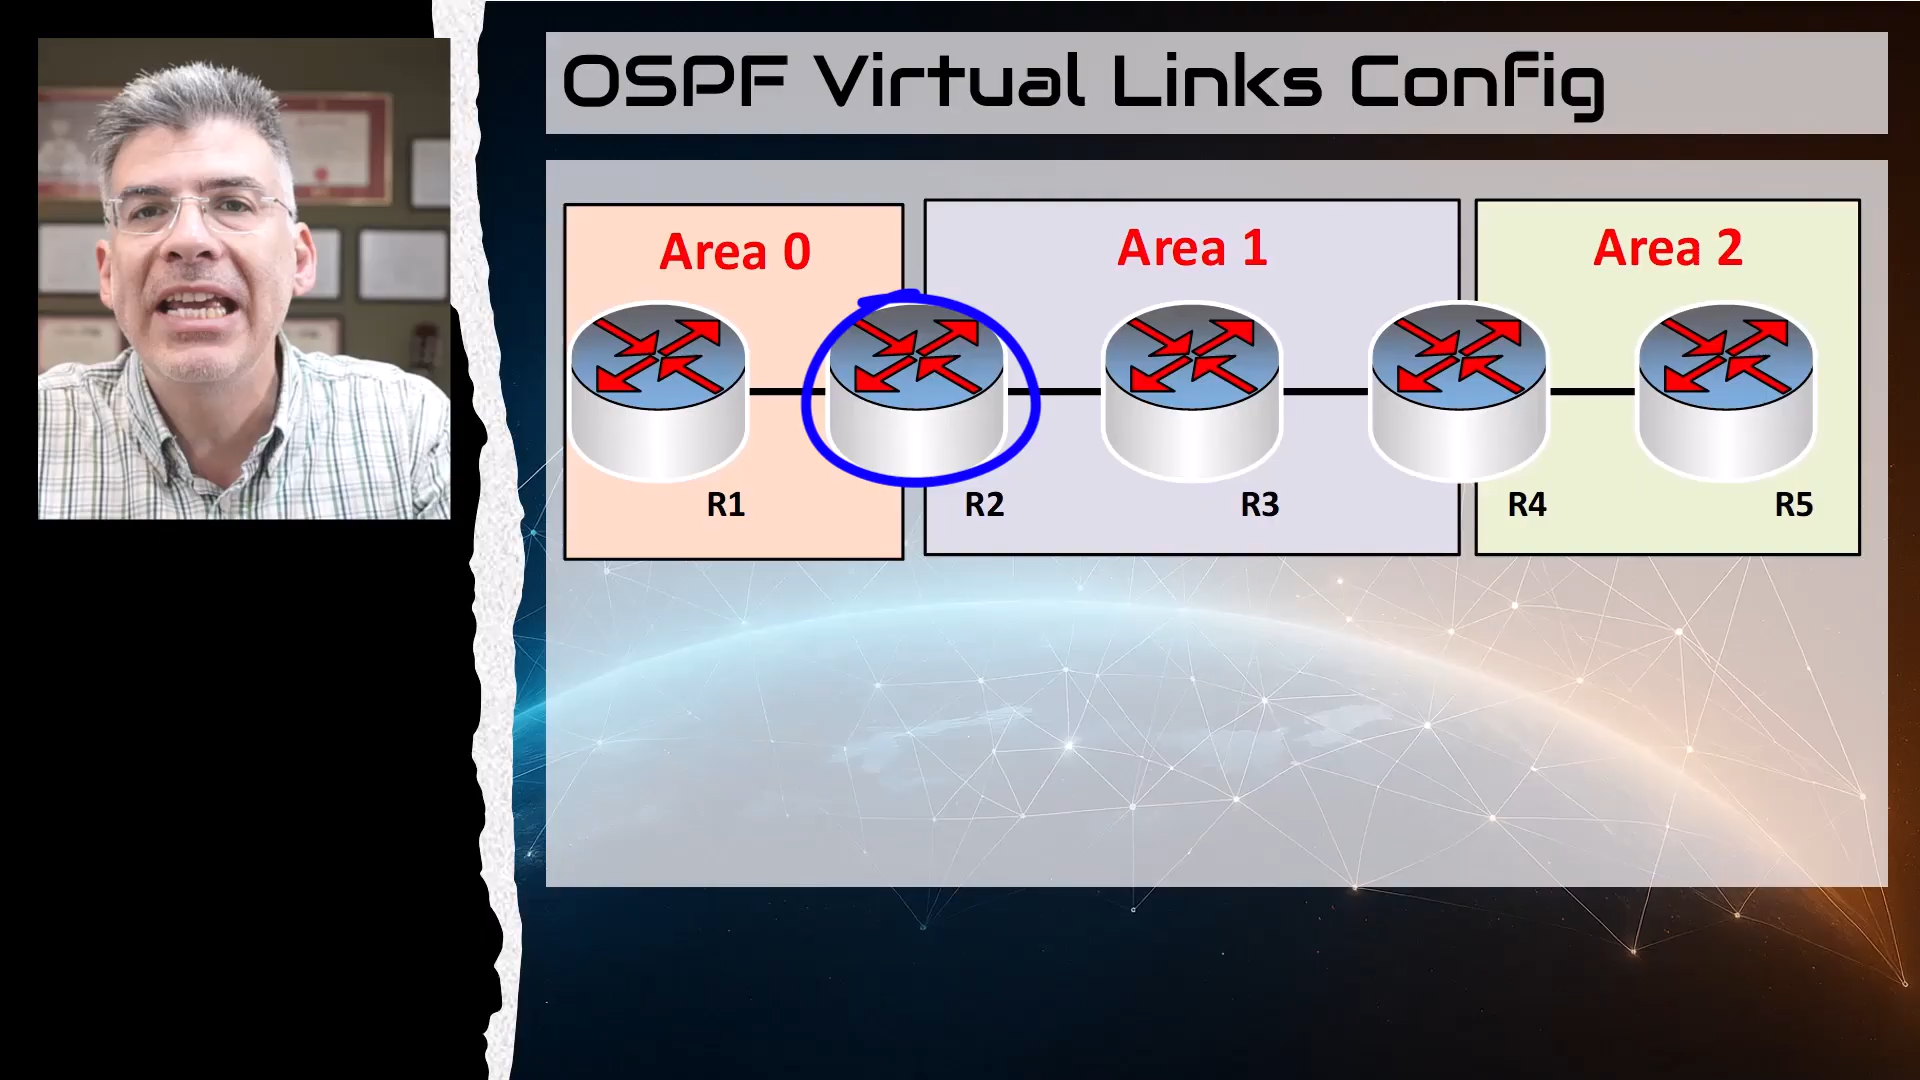 OSPF Virtual Links Config
Area 0
Area 1
Area 2
R1
R2
R3
R4
R5